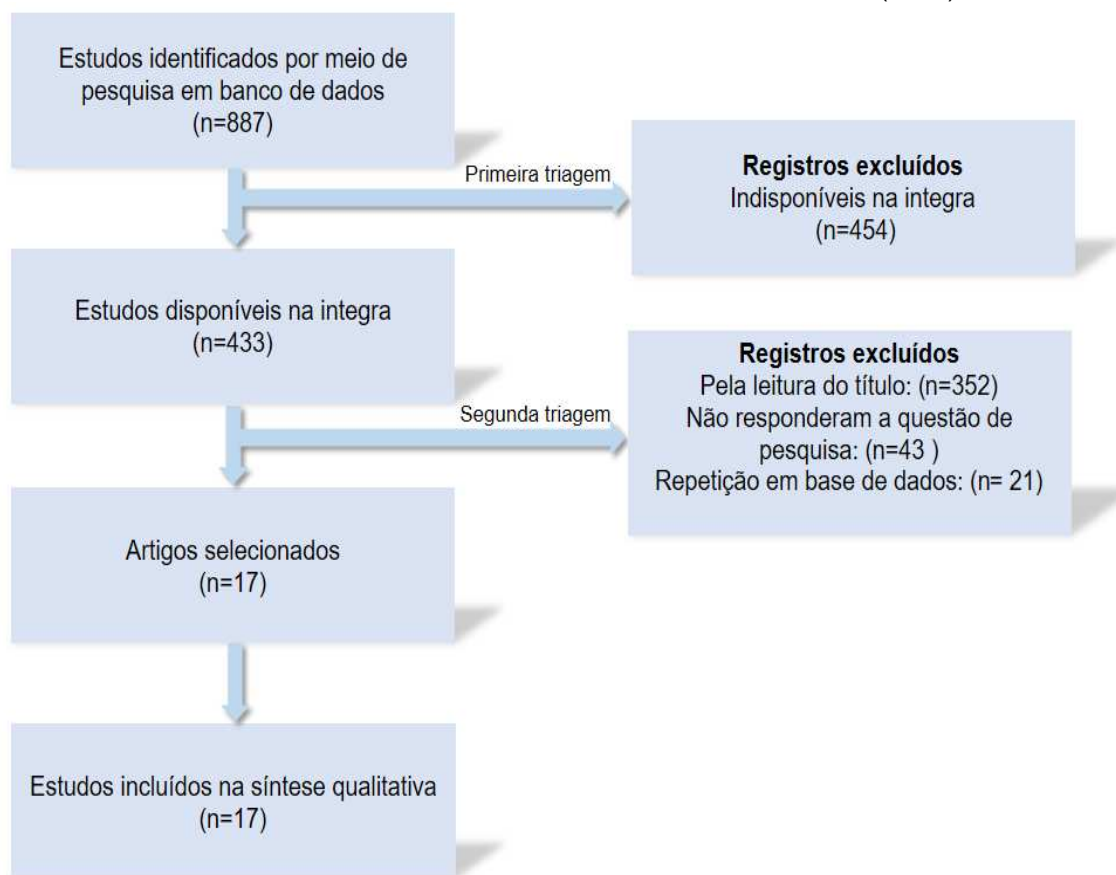 Estudos identificados por meio de
pesquisa em banco de dados
(n=887)
Primeira triagem
Registros excluídos
Indisponíveis na integra
(n=454)
Estudos disponíveis na integra
(n=433)
Segunda triagem
Registros excluídos
Pela leitura do título: (n=352)
Não responderam a questão de
pesquisa: (n=43 )
Repetição em base de dados: (n= 21)
Artigos selecionados
(n=17)
Estudos incluídos na síntese qualitativa
(n=17)